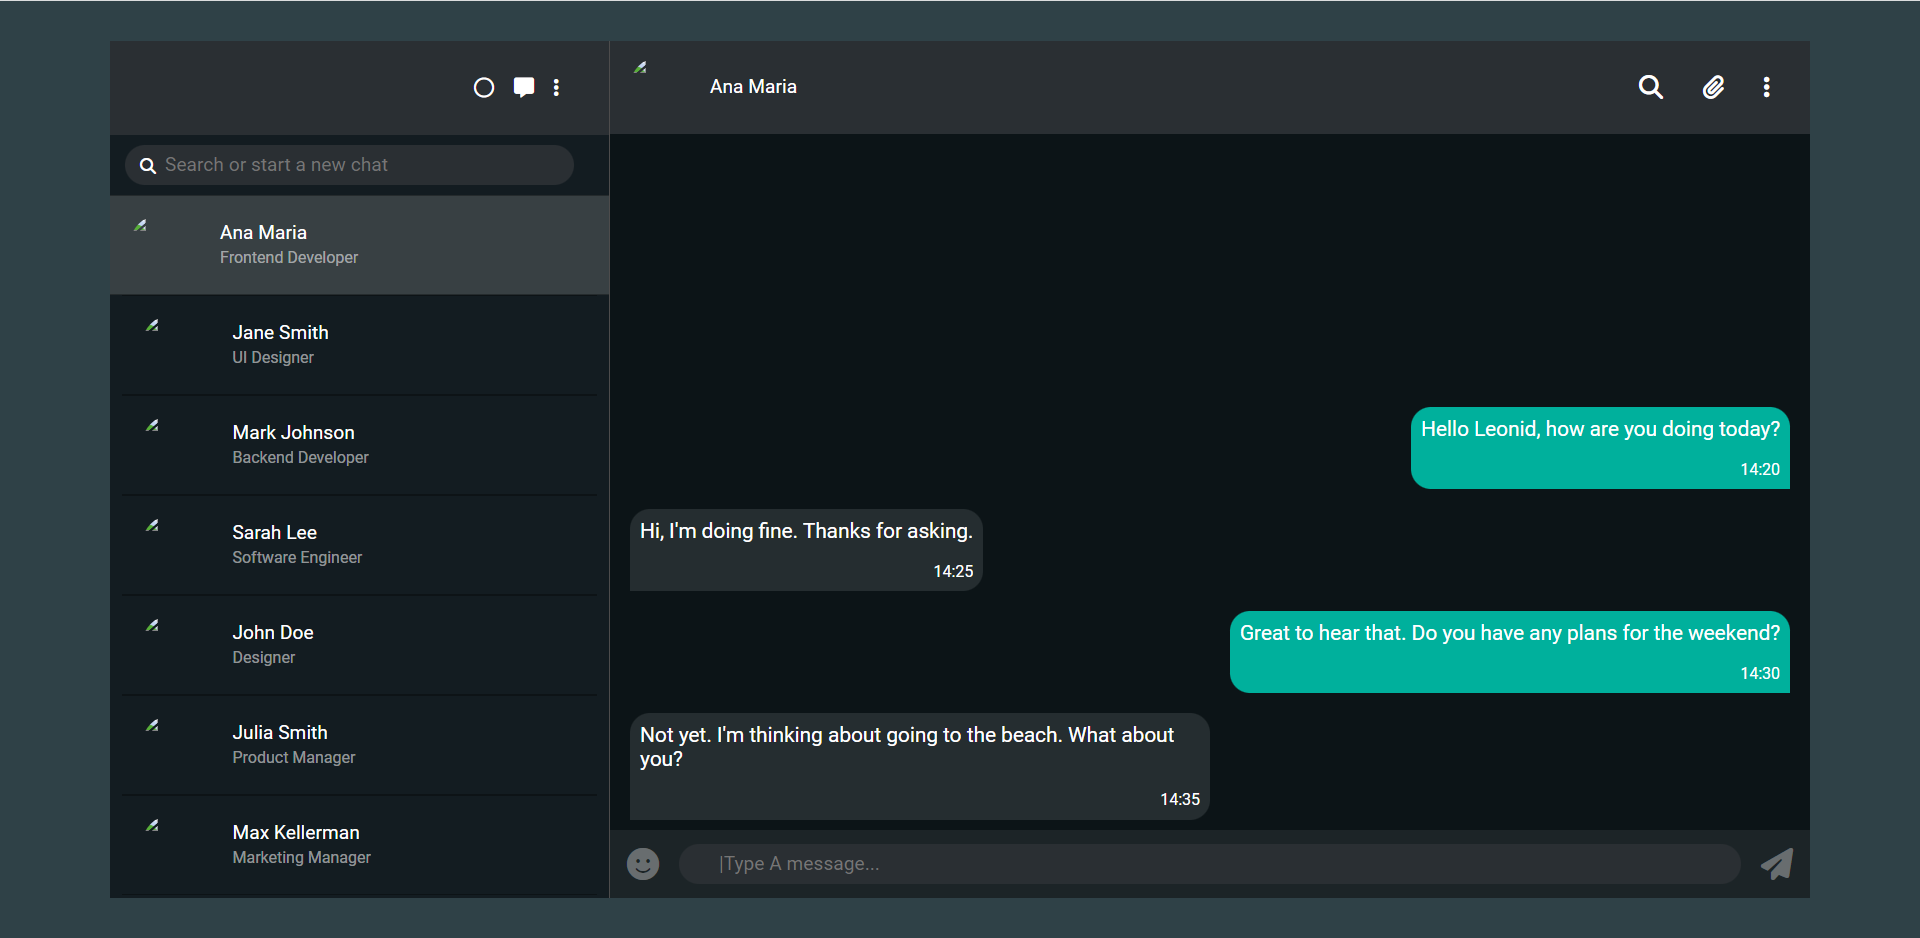 Search or start a new chat
Ana Maria
Frontend Developer
Jane Smith
UI Designer
Mark Johnson
Backend Developer
Sarah Lee
Software Engineer
John Doe
Designer
Julia Smith
Product Manager
Max Kellerman
Marketing Manager
Ana Maria
Hello Leonid, how are you doing today?
14:20
Hi, I'm doing fine. Thanks for asking.
14:25
Great to hear that. Do you have any plans for the weekend?
14:30
Not yet. I'm thinking about going to the beach. What about
you?
14:35
|Type A message...